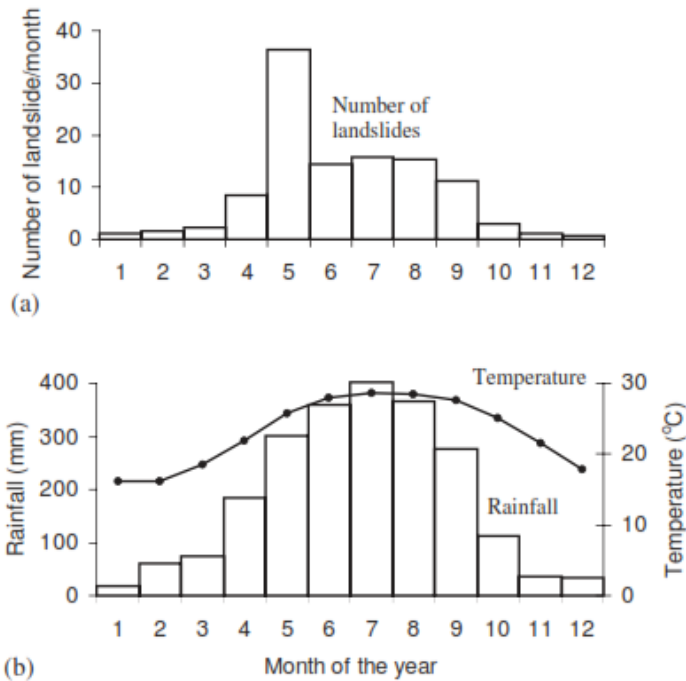 Number of landslide/month
40
30
20
10
0
Number of
landslides
1 2 3 4 5 6 7 8 9 10 11 12
(a)
Rainfall (mm)
400
300
200
100
0
Temperature
Rainfall
30
20
10
0
Temperature (°C)
1 2 3 4 5 6 7 8 9 10 11 12
(b)
Month of the year